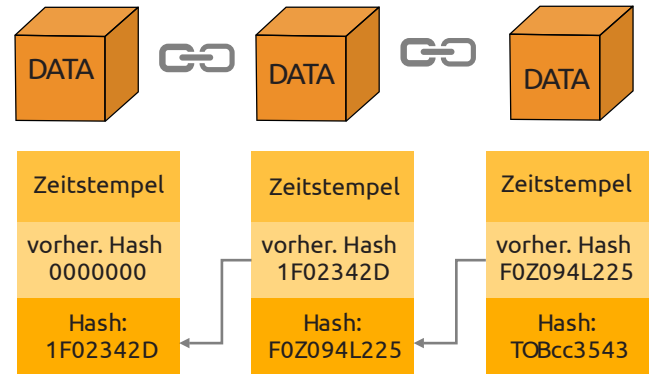 DATA
DATA
DATA
Zeitstempel
vorher. Hash
0000000
Hash:
1F02342D
Zeitstempel
vorher. Hash
1F02342D
Hash:
F0Z094L225
Zeitstempel
vorher. Hash
F0Z094L225
Hash:
TOBcc3543